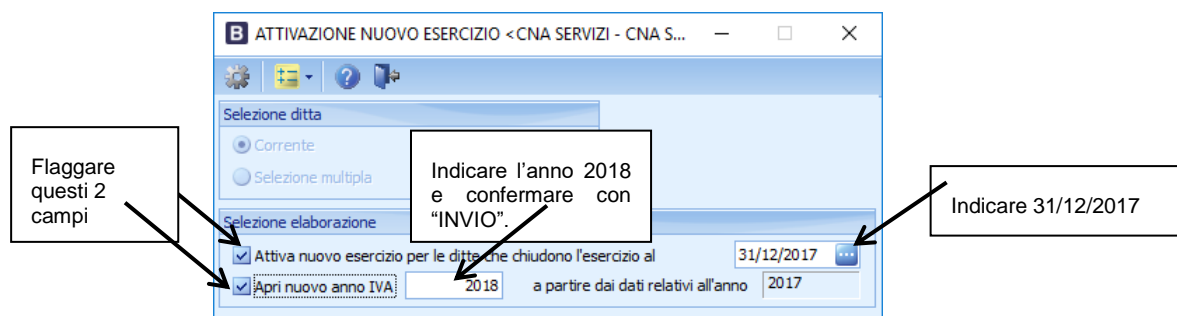 B ATTIVAZIONE NUOVO ESERCIZIO <CNA SERVIZI - CNA S...
Selezione ditta
Corrente
Selezione multipla
Flaggare
questi 2
campi
Indicare l'anno 2018
e confermare con
“INVIO”.
Indicare 31/12/2017
Selezione elaborazione
Attiva nuovo esercizio per le ditte che chiudono l'esercizio al 31/12/2017 ...
Apri nuovo anno IVA 2018 a partire dai dati relativi all'anno 2017